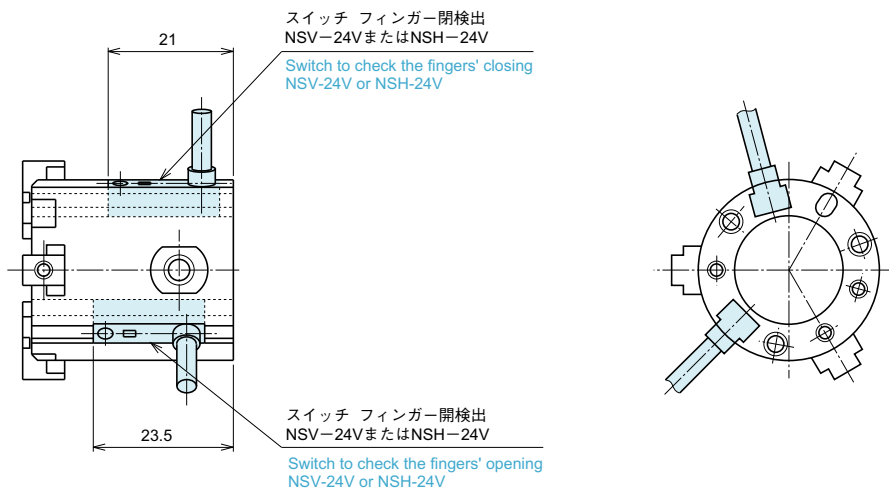 スイッチ フィンガー閉検出
NSV－24VまたはNSH－24V
Switch to check the fingers' closing
NSV-24V or NSH-24V
21
23.5
スイッチ フィンガー開検出
NSV－24VまたはNSH－24V
Switch to check the fingers' opening
NSV-24V or NSH-24V